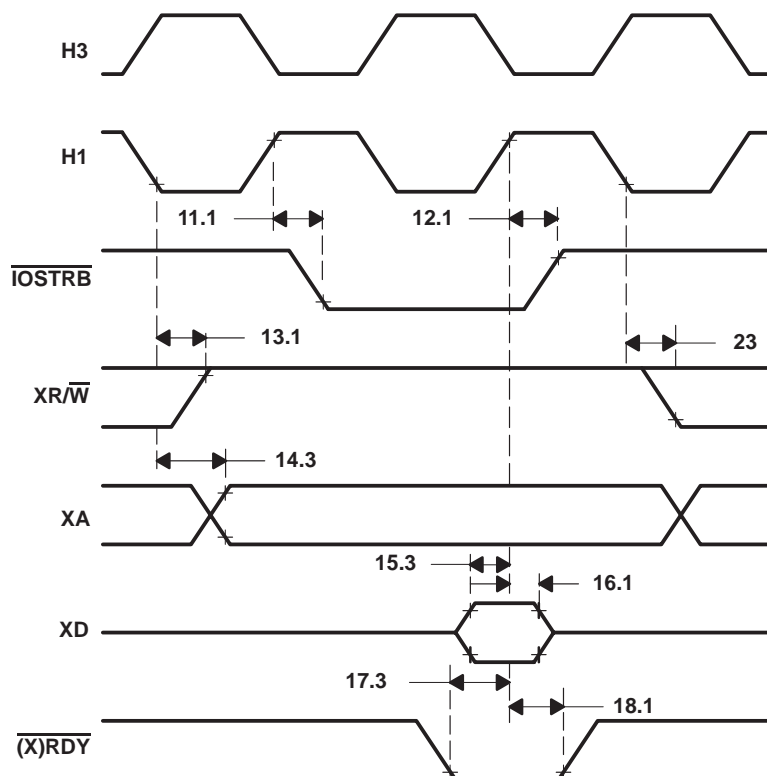 H3
H1
11.1
12.1
IOSTRB
13.1
23
XR/W
14.3
XA
15.3
16.1
XD
17.3
18.1
(X)RDY